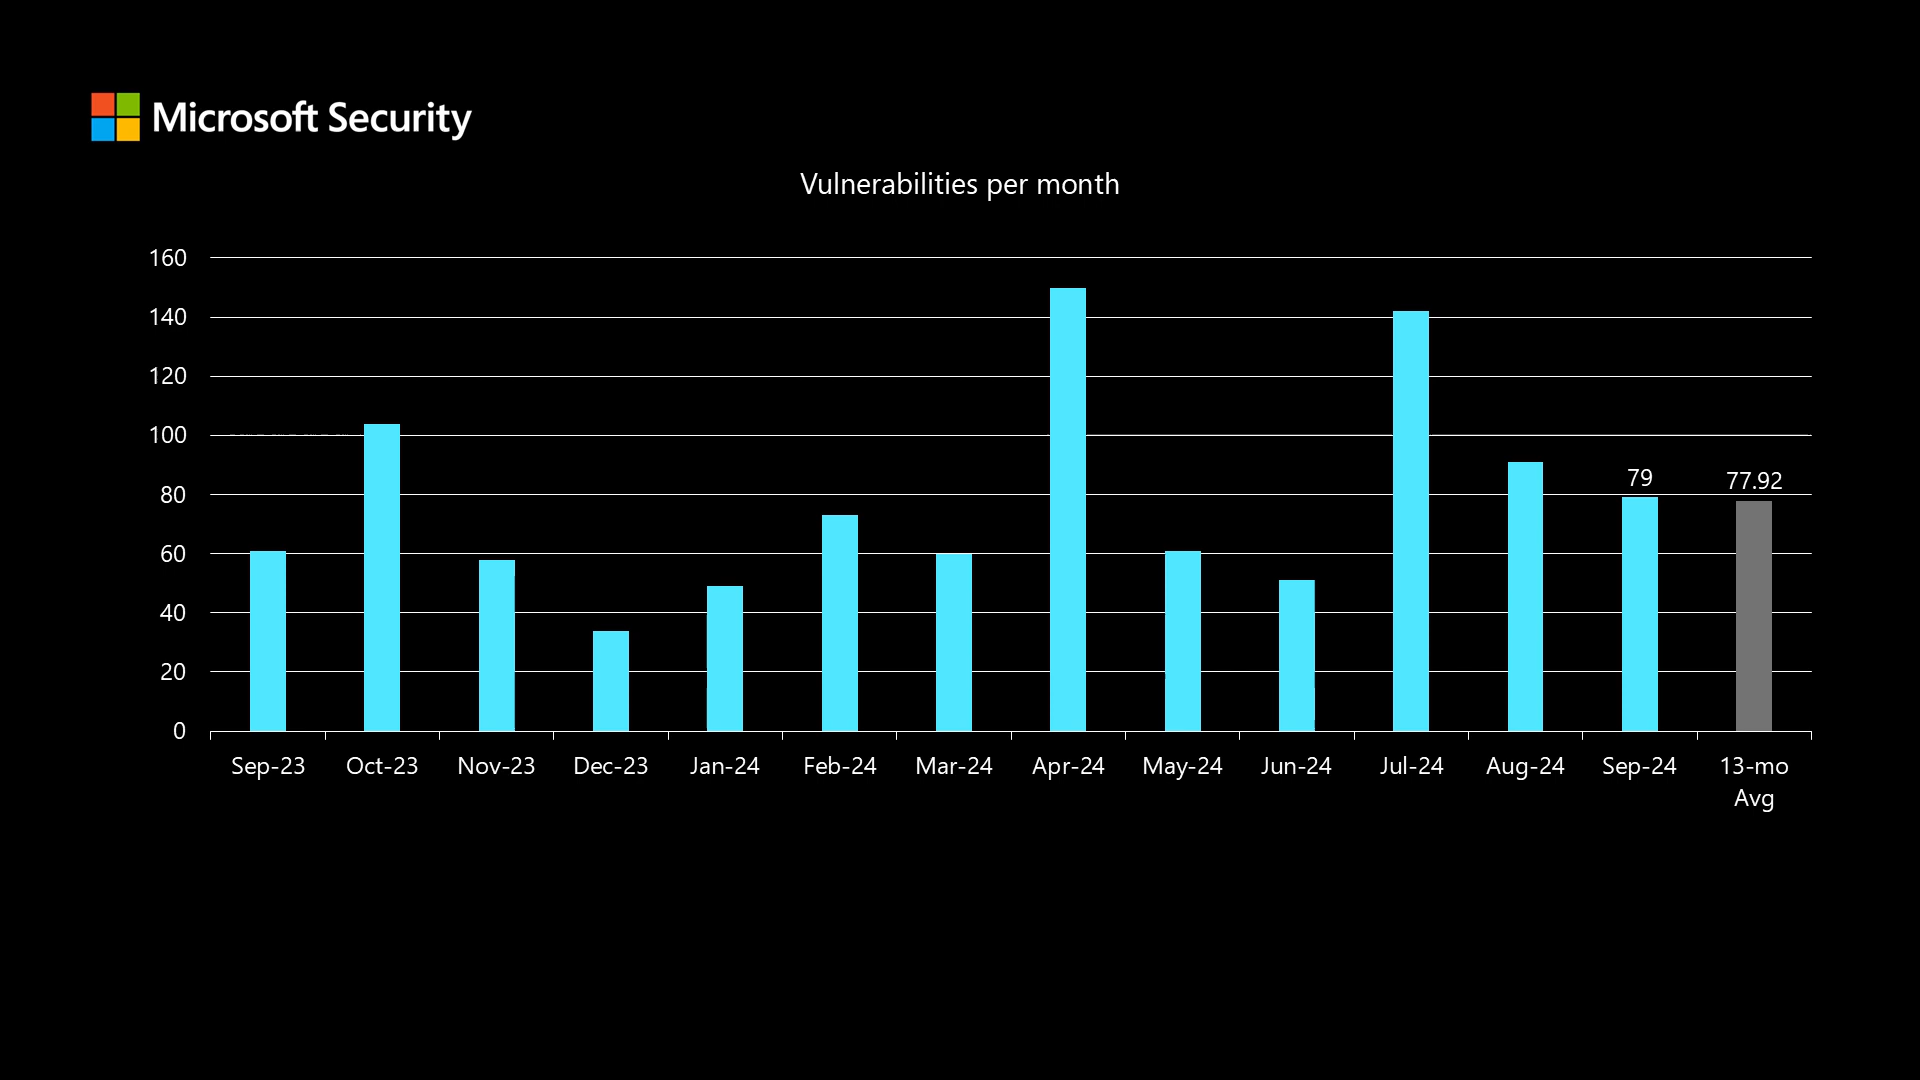 Microsoft Security
Vulnerabilities per month
160
140
120
100
80
60
40
20
0
79
77.92
Sep-23 Oct-23 Nov-23 Dec-23 Jan-24 Feb-24 Mar-24 Apr-24 May-24 Jun-24 Jul-24 Aug-24 Sep-24 13-mo
Avg